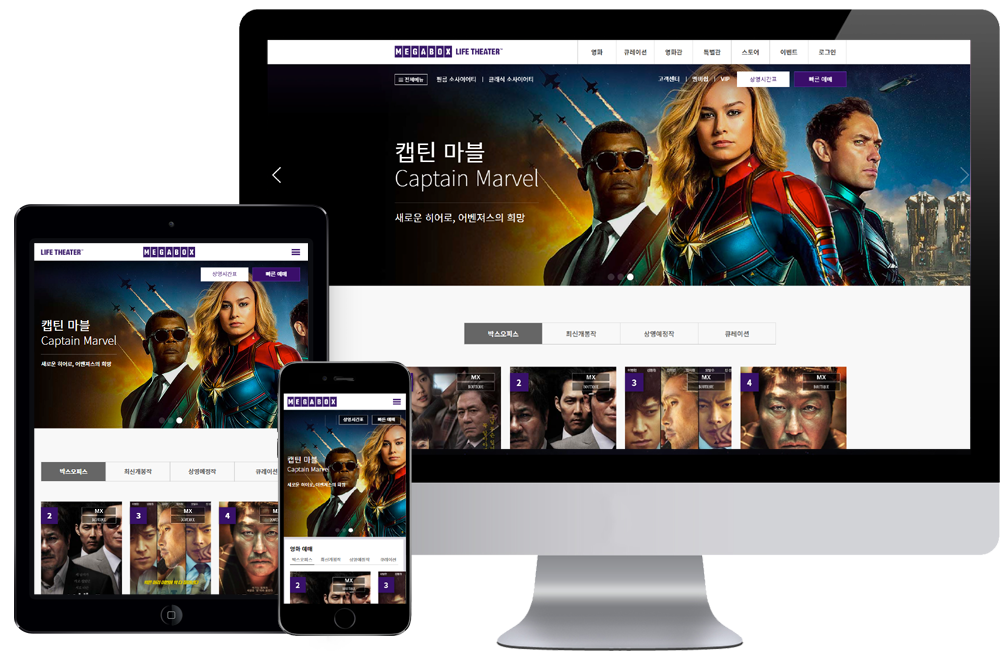 MEGABOX LIFE THEATER
영화 큐레이션 영화관 특별관 스토어 이벤트 로그인
전체메뉴 필름 소사이어티 | 클래식 소사이어티
고객센터 | 멤버십 | VIP 상영시간표 빠른 예매
캡틴 마블
Captain Marvel
새로운 히어로, 어벤져스의 희망
박스오피스 최신개봉작 상영예정작 큐레이션
MX
BOUTIQUE
2
MX
BOUTIQUE
3
MX
BOUTIQUE
4
MX
BOUTIQUE
LIFE THEATER MEGABOX
상영시간표 빠른 예매
캡틴 마블
Captain Marvel
새로운 히어로, 어벤져스의 희망
박스오피스 최신개봉작 상영예정작 큐레이션
2
MX
BOUTIQUE
3
MX
BOUTIQUE
4
MEGABOX
상영시간표 빠른 예매
캡틴 마블
Captain Marvel
새로운 히어로, 어벤져스의 희망
영화 예매
박스오피스 최신개봉작 상영예정작 큐레이션
2
MX
3